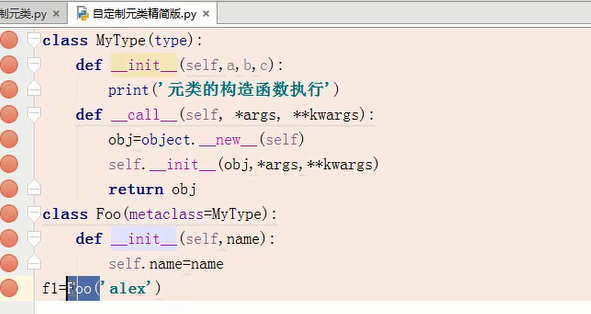 制元类.py × 自定制元类精简版.py ×
class MyType(type):
    def __init__(self,a,b,c):
        print('元类的构造函数执行')
    def __call__(self, *args, **kwargs):
        obj=object.__new__(self)
        self.__init__(obj,*args,**kwargs)
        return obj
class Foo(metaclass=MyType):
    def __init__(self,name):
        self.name=name
f1=Foo('alex')